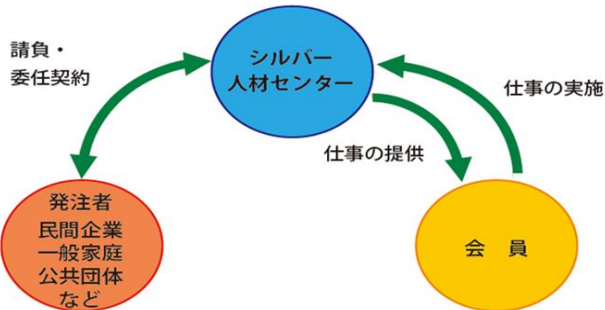 請負・
委任契約
シルバー
人材センター
仕事の実施
仕事の提供
発注者
民間企業
一般家庭
公共団体
など
会　員